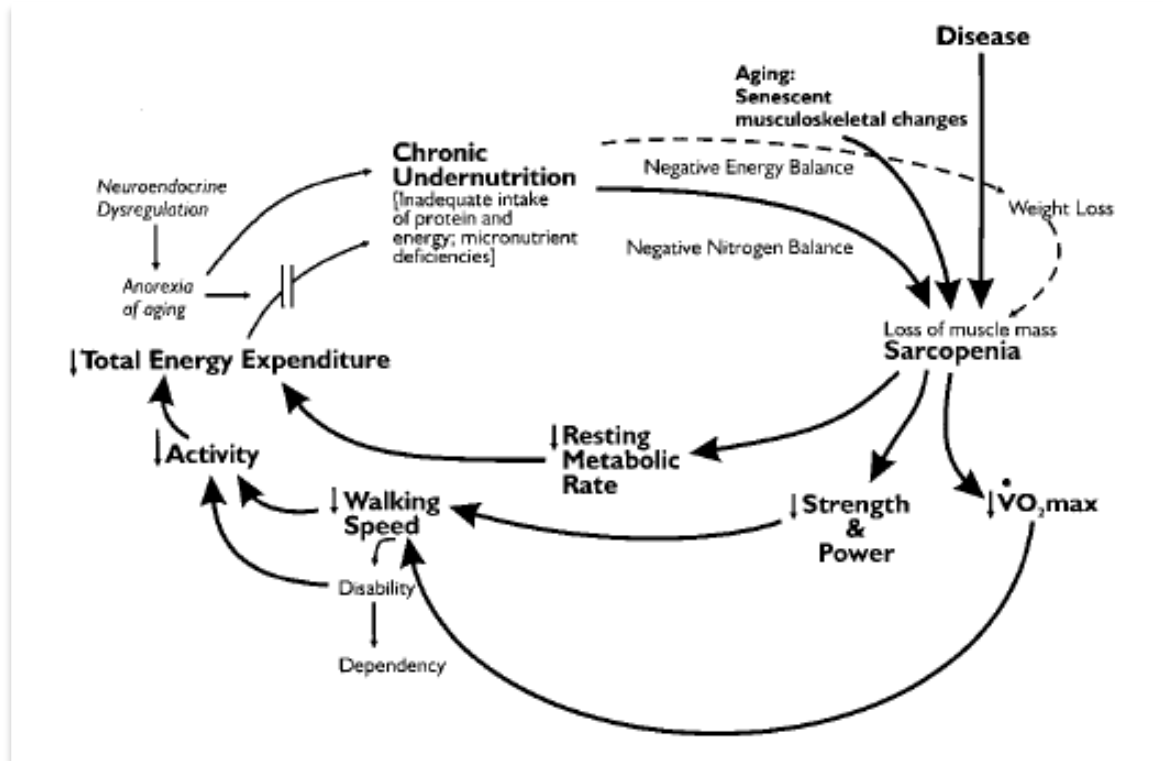 Disease
Aging:
Senescent
musculoskeletal changes
Chronic
Undernutrition
[Inadequate intake
of protein and
energy; micronutrient
deficiencies]
Negative Energy Balance
Neuroendocrine
Dysregulation
Weight Loss
Negative Nitrogen Balance
Anorexia
of aging
Loss of muscle mass
Sarcopenia
↓Total Energy Expenditure
↓Resting
Metabolic
Rate
↓Activity
↓Walking
Speed
↓Strength
&
Power
↓V̇O₂max
Disability
Dependency